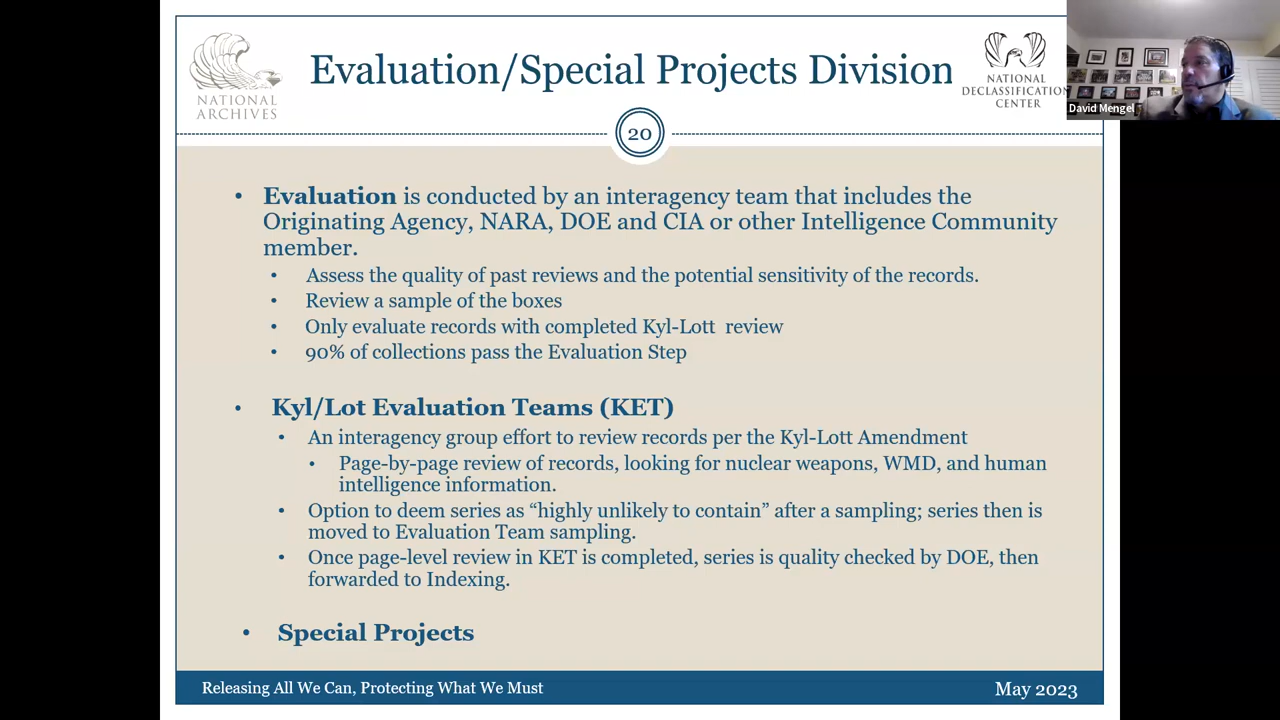 Evaluation/Special Projects Division
NATIONAL
ARCHIVES
NATIONAL
DECLASSIFICATION
CENTER
David Mengel
20
• Evaluation is conducted by an interagency team that includes the
Originating Agency, NARA, DOE and CIA or other Intelligence Community
member.
• Assess the quality of past reviews and the potential sensitivity of the records.
• Review a sample of the boxes
• Only evaluate records with completed Kyl-Lott review
• 90% of collections pass the Evaluation Step
• Kyl/Lot Evaluation Teams (KET)
• An interagency group effort to review records per the Kyl-Lott Amendment
• Page-by-page review of records, looking for nuclear weapons, WMD, and human
intelligence information.
• Option to deem series as “highly unlikely to contain” after a sampling; series then is
moved to Evaluation Team sampling.
• Once page-level review in KET is completed, series is quality checked by DOE, then
forwarded to Indexing.
• Special Projects
Releasing All We Can, Protecting What We Must
May 2023